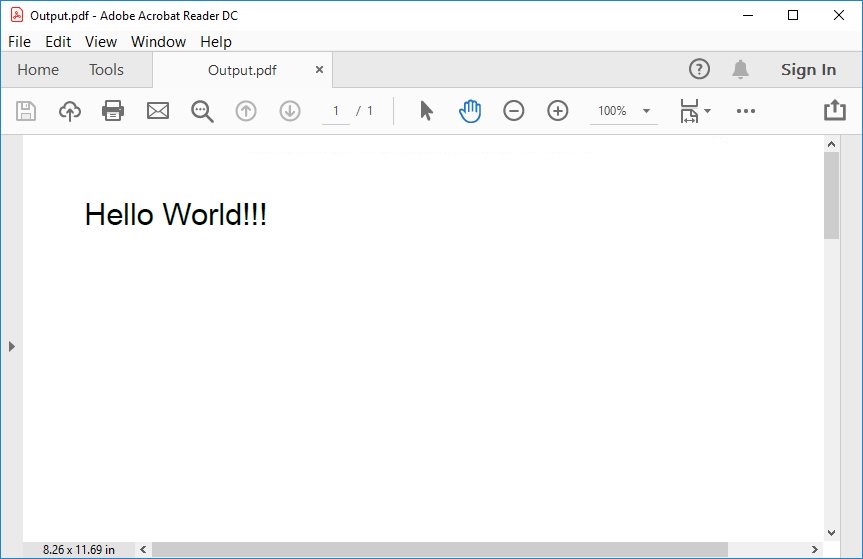 Output.pdf - Adobe Acrobat Reader DC
File Edit View Window Help
Home Tools Output.pdf × ? Sign In
1 / 1 100%
Hello World!!!
8.26 x 11.69 in